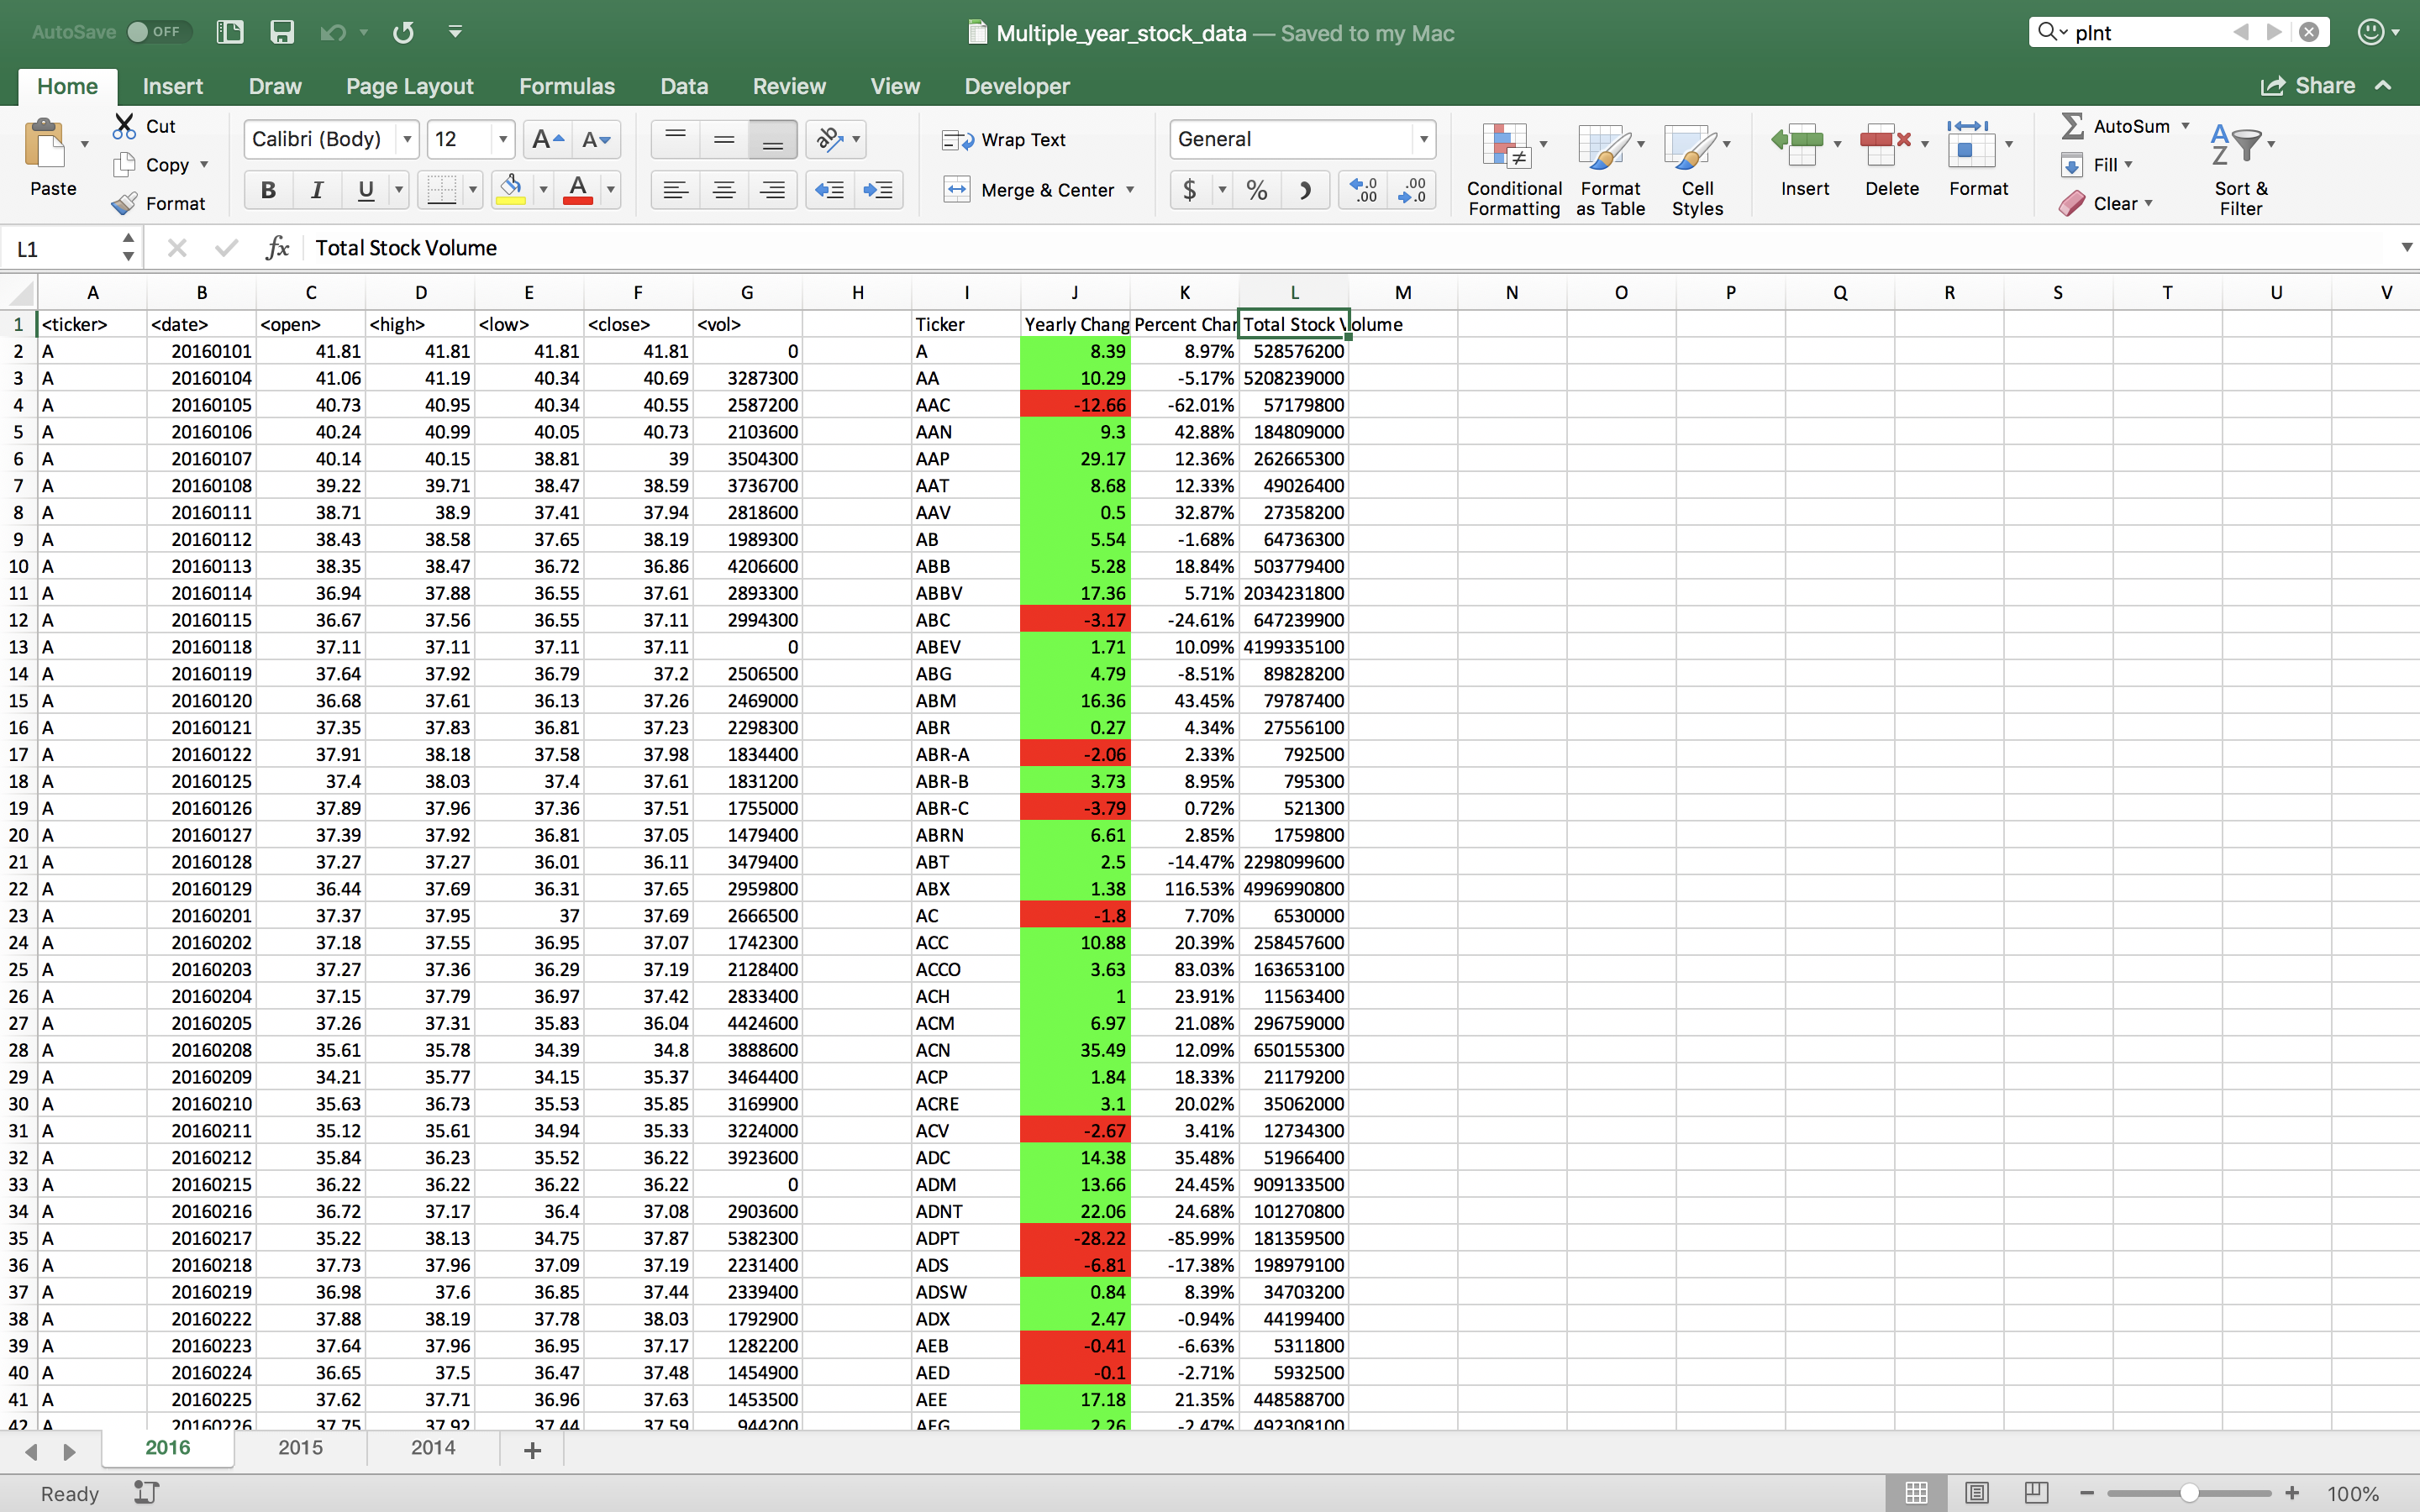 AutoSave OFF Multiple_year_stock_data — Saved to my Mac plnt
Home Insert Draw Page Layout Formulas Data Review View Developer Share
Paste Cut Copy Format Calibri (Body) 12 A A Wrap Text General Conditional Formatting Format as Table Cell Styles Insert Delete Format AutoSum Fill Clear Sort & Filter
B I U A Merge & Center $ % .0 .00 .00 .0
L1 fx Total Stock Volume
A B C D E F G H I J K L M N O P Q R S T U V
1 <ticker> <date> <open> <high> <low> <close> <vol> Ticker Yearly Chang Percent Char Total Stock Volume
2 A 20160101 41.81 41.81 41.81 41.81 0 A 8.39 8.97% 528576200
3 A 20160104 41.06 41.19 40.34 40.69 3287300 AA 10.29 -5.17% 5208239000
4 A 20160105 40.73 40.95 40.34 40.55 2587200 AAC -12.66 -62.01% 57179800
5 A 20160106 40.24 40.99 40.05 40.73 2103600 AAN 9.3 42.88% 184809000
6 A 20160107 40.14 40.15 38.81 39 3504300 AAP 29.17 12.36% 262665300
7 A 20160108 39.22 39.71 38.47 38.59 3736700 AAT 8.68 12.33% 49026400
8 A 20160111 38.71 38.9 37.41 37.94 2818600 AAV 0.5 32.87% 27358200
9 A 20160112 38.43 38.58 37.65 38.19 1989300 AB 5.54 -1.68% 64736300
10 A 20160113 38.35 38.47 36.72 36.86 4206600 ABB 5.28 18.84% 503779400
11 A 20160114 36.94 37.88 36.55 37.61 2893300 ABBV 17.36 5.71% 2034231800
12 A 20160115 36.67 37.56 36.55 37.11 2994300 ABC -3.17 -24.61% 647239900
13 A 20160118 37.11 37.11 37.11 37.11 0 ABEV 1.71 10.09% 4199335100
14 A 20160119 37.64 37.92 36.79 37.2 2506500 ABG 4.79 -8.51% 89828200
15 A 20160120 36.68 37.61 36.13 37.26 2469000 ABM 16.36 43.45% 79787400
16 A 20160121 37.35 37.83 36.81 37.23 2298300 ABR 0.27 4.34% 27556100
17 A 20160122 37.91 38.18 37.58 37.98 1834400 ABR-A -2.06 2.33% 792500
18 A 20160125 37.4 38.03 37.4 37.61 1831200 ABR-B 3.73 8.95% 795300
19 A 20160126 37.89 37.96 37.36 37.51 1755000 ABR-C -3.79 0.72% 521300
20 A 20160127 37.39 37.92 36.81 37.05 1479400 ABRN 6.61 2.85% 1759800
21 A 20160128 37.27 37.27 36.01 36.11 3479400 ABT 2.5 -14.47% 2298099600
22 A 20160129 36.44 37.69 36.31 37.65 2959800 ABX 1.38 116.53% 4996990800
23 A 20160201 37.37 37.95 37 37.69 2666500 AC -1.8 7.70% 6530000
24 A 20160202 37.18 37.55 36.95 37.07 1742300 ACC 10.88 20.39% 258457600
25 A 20160203 37.27 37.36 36.29 37.19 2128400 ACCO 3.63 83.03% 163653100
26 A 20160204 37.15 37.79 36.97 37.42 2833400 ACH 1 23.91% 11563400
27 A 20160205 37.26 37.31 35.83 36.04 4424600 ACM 6.97 21.08% 296759000
28 A 20160208 35.61 35.78 34.39 34.8 3888600 ACN 35.49 12.09% 650155300
29 A 20160209 34.21 35.77 34.15 35.37 3464400 ACP 1.84 18.33% 21179200
30 A 20160210 35.63 36.73 35.53 35.85 3169900 ACRE 3.1 20.02% 35062000
31 A 20160211 35.12 35.61 34.94 35.33 3224000 ACV -2.67 3.41% 12734300
32 A 20160212 35.84 36.23 35.52 36.22 3923600 ADC 14.38 35.48% 51966400
33 A 20160215 36.22 36.22 36.22 36.22 0 ADM 13.66 24.45% 909133500
34 A 20160216 36.72 37.17 36.4 37.08 2903600 ADNT 22.06 24.68% 101270800
35 A 20160217 35.22 38.13 34.75 37.87 5382300 ADPT -28.22 -85.99% 181359500
36 A 20160218 37.73 37.96 37.09 37.19 2231400 ADS -6.81 -17.38% 198979100
37 A 20160219 36.98 37.6 36.85 37.44 2339400 ADSW 0.84 8.39% 34703200
38 A 20160222 37.88 38.19 37.78 38.03 1792900 ADX 2.47 -0.94% 44199400
39 A 20160223 37.64 37.96 36.95 37.17 1282200 AEB -0.41 -6.63% 5311800
40 A 20160224 36.65 37.5 36.47 37.48 1454900 AED -0.1 -2.71% 5932500
41 A 20160225 37.62 37.71 36.96 37.63 1453500 AEE 17.18 21.35% 448588700
42 A 20160226 37.75 37.92 37.44 37.59 944200 AEG 2.26 -2.47% 492308100
2016 2015 2014 +
Ready 100%